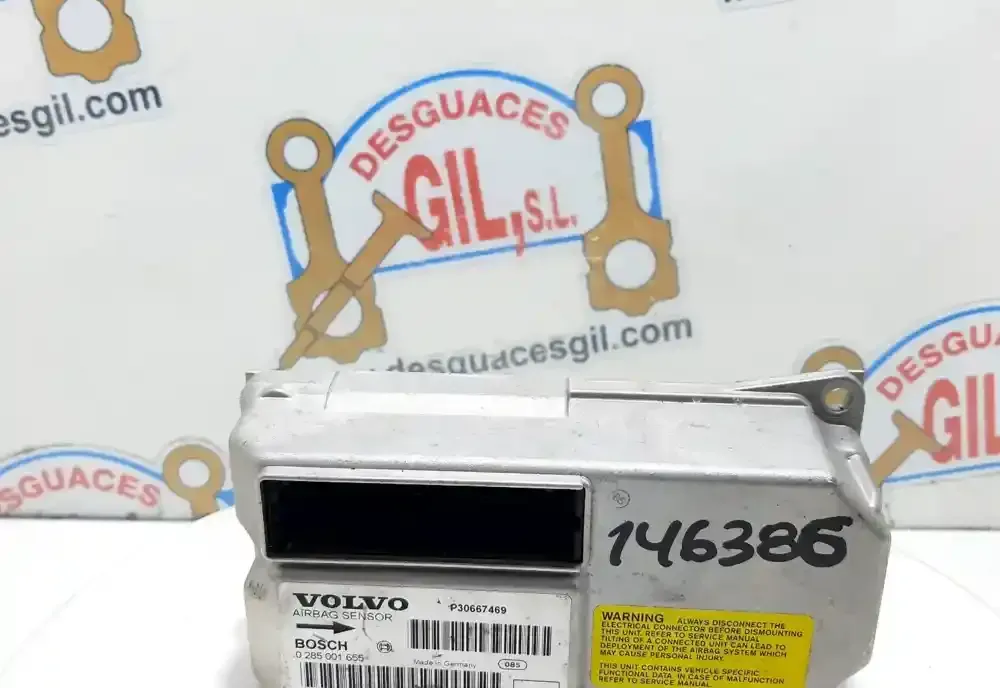 esgil.com
DESGUACES
GIL, S.L.
desguacesgil.com
DESGUA
GIL
SGUACES
146386
VOLVO
AIRBAG SENSOR
P30667469
BOSCH
0 285 001 655
Made in Germany
085
WARNING ALWAYS DISCONNECT THE
ELECTRICAL CONNECTOR BEFORE DISMOUNTING
THIS UNIT. REFER TO SERVICE MANUAL
TILTING OF A CONNECTED UNIT CAN LEAD TO
DEPLOYMENT OF THE AIRBAG SYSTEM WHICH
MAY CAUSE PERSONAL INJURY.
THIS UNIT CONTAINS VEHICLE SPECIFIC
FUNCTIONAL DATA. IN CASE OF MALFUNCTION
REFER TO SERVICE MANUAL.